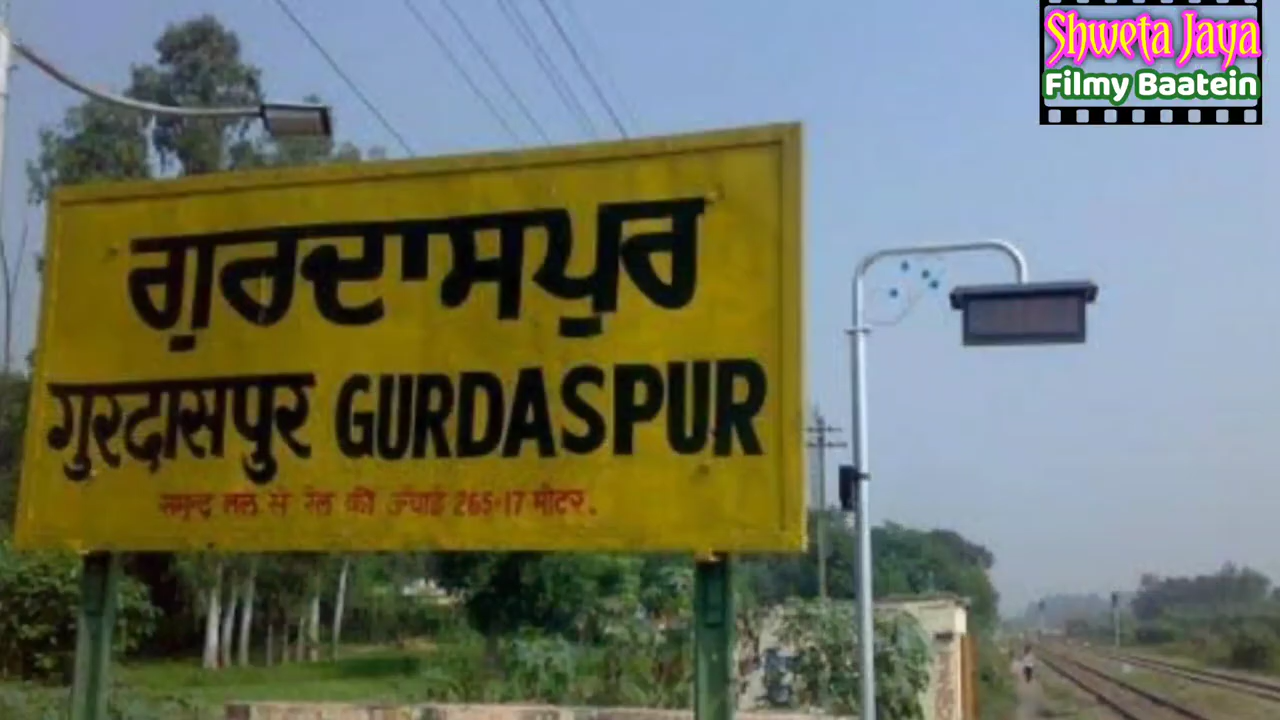 Shweta Jaya
Filmy Baatein
ਗੁਰਦਾਸਪੁਰ
गुरदासपुर GURDASPUR
समुन्द्र तल से रेल की ऊँचाई 265·17 मीटर.